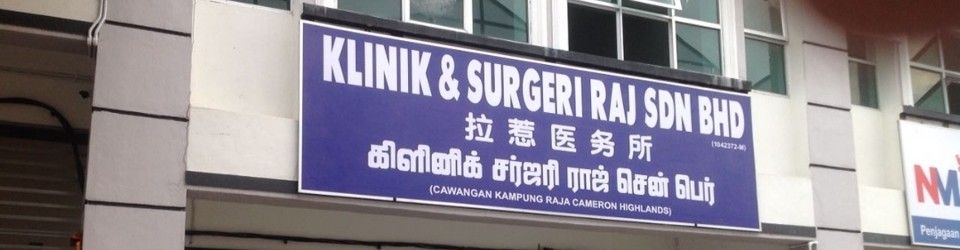 KLINIK & SURGERI RAJ SDN BHD
(1042372-M)
拉惹医务所
கிளினிக் சர்ஜரி ராஜ் சென் பெர்
(CAWANGAN KAMPUNG RAJA CAMERON HIGHLANDS)
NM
Penjagaan